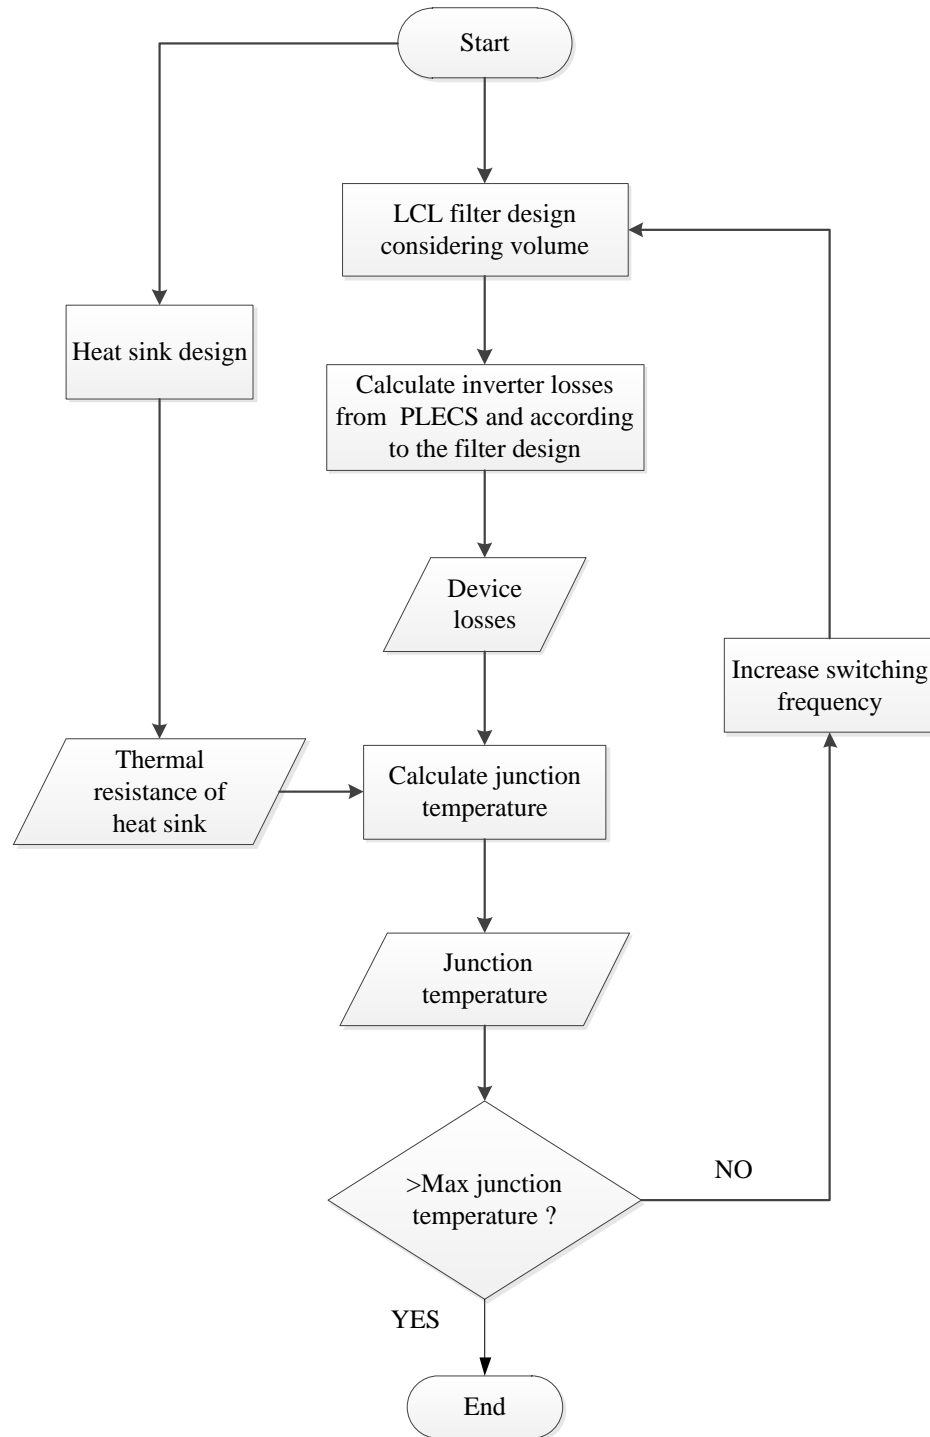 Start
LCL filter design
considering volume
Heat sink design
Calculate inverter losses
from PLECS and according
to the filter design
Device
losses
Increase switching
frequency
Thermal
resistance of
heat sink
Calculate junction
temperature
Junction
temperature
>Max junction
temperature ?
NO
YES
End